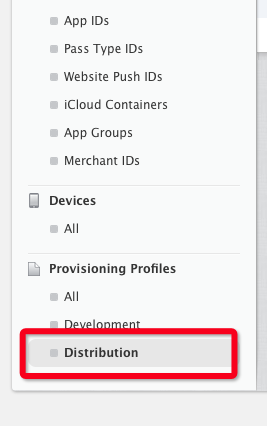 App IDs
Pass Type IDs
Website Push IDs
iCloud Containers
App Groups
Merchant IDs
Devices
All
Provisioning Profiles
All
Development
Distribution